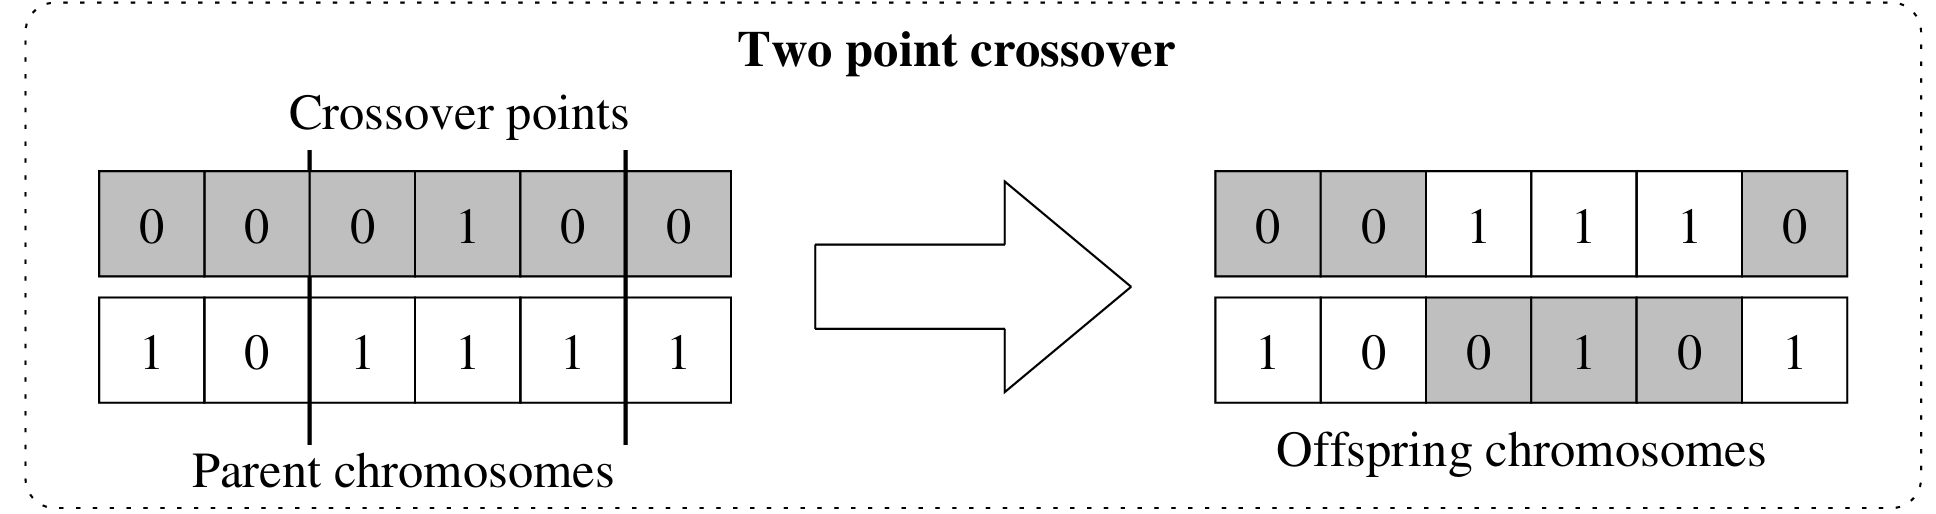 Two point crossover
Crossover points
0 0 0 1 0 0
1 0 1 1 1 1
Parent chromosomes
0 0 1 1 1 0
1 0 0 1 0 1
Offspring chromosomes